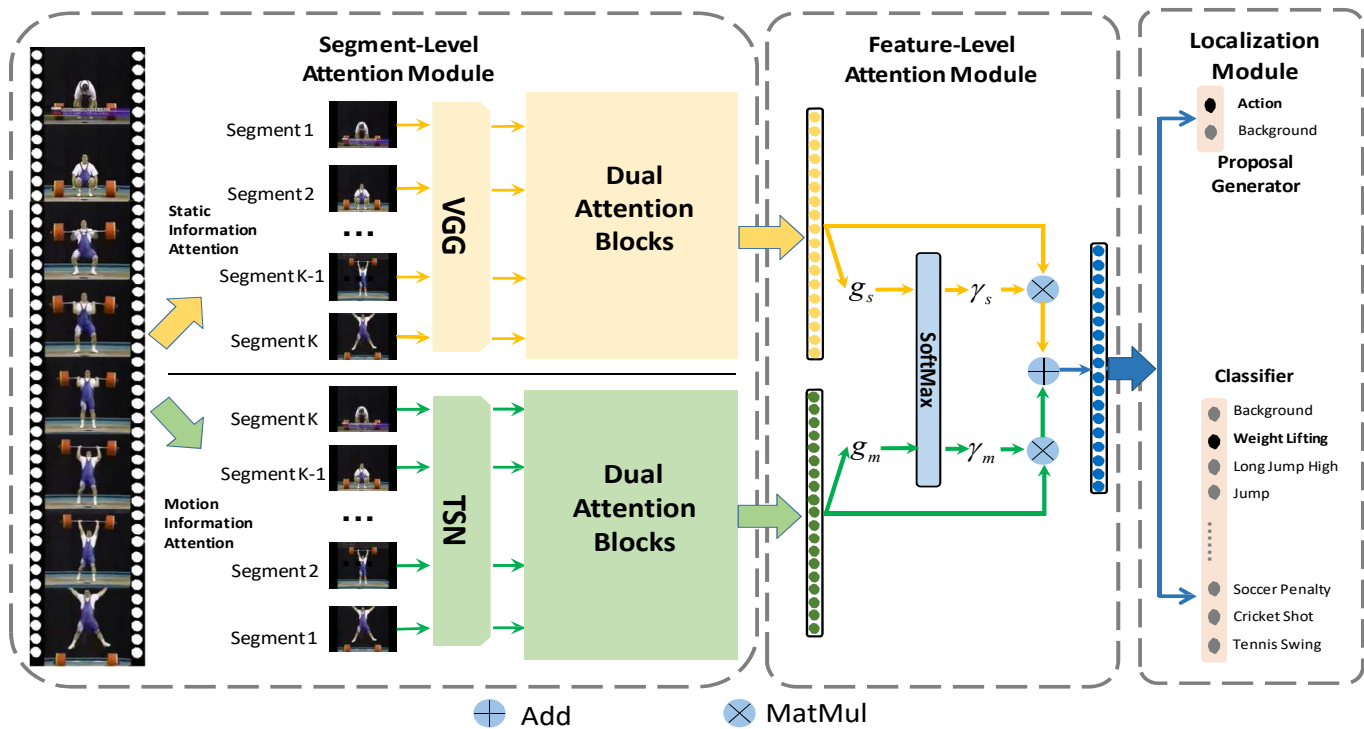 Segment-Level
Attention Module
Static
Information
Attention
Segment 1
Segment 2
...
Segment K-1
Segment K
VGG
Dual
Attention
Blocks
Motion
Information
Attention
Segment K
Segment K-1
...
Segment 2
Segment 1
TSN
Dual
Attention
Blocks
Feature-Level
Attention Module
g_s
SoftMax
γ_s
g_m
γ_m
Localization
Module
Action
Background
Proposal
Generator
Classifier
Background
Weight Lifting
Long Jump High
Jump
Soccer Penalty
Cricket Shot
Tennis Swing
Add
MatMul